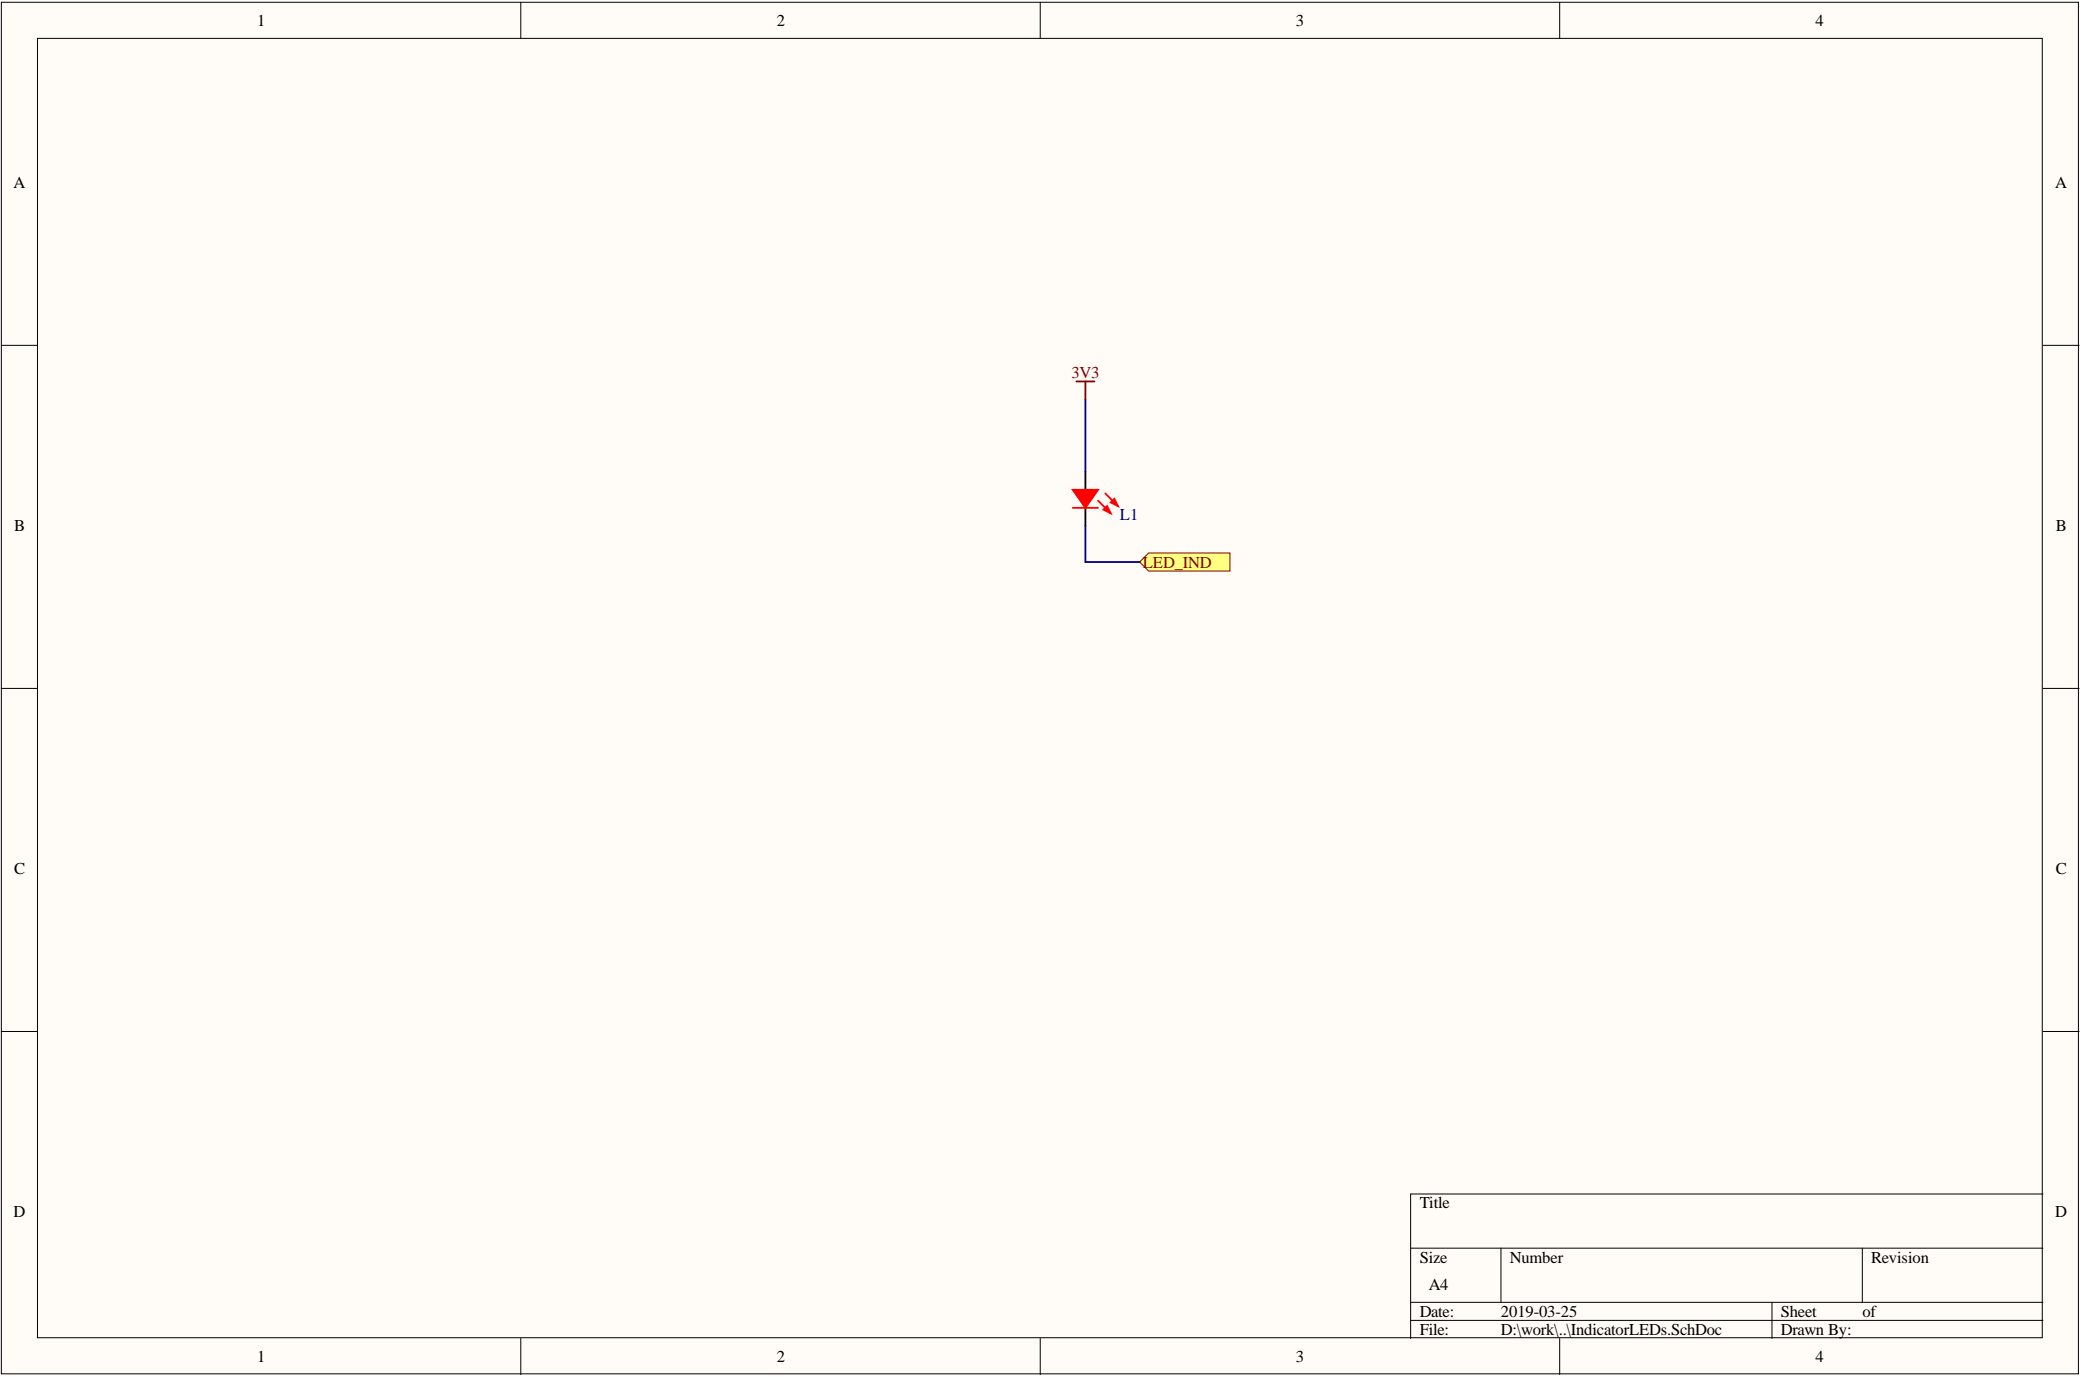 1 2 3 4
A A
3V3
B B
L1
LED_IND
C C
Title
D D
Size Number Revision
A4
Date: 2019-03-25 Sheet of
File: D:\work\..\IndicatorLEDs.SchDoc Drawn By:
1 2 3 4